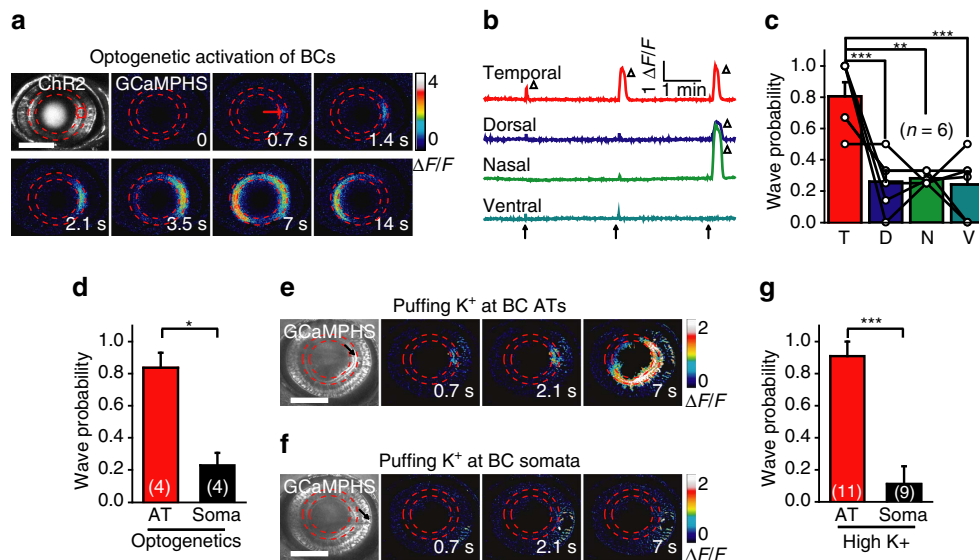 a
Optogenetic activation of BCs
ChR2
GCaMPHS
0
0.7 s
1.4 s
4
0
ΔF/F
2.1 s
3.5 s
7 s
14 s
b
1 ΔF/F
1 min
Temporal
Dorsal
Nasal
Ventral
c
Wave probability
1.0
0.8
0.6
0.4
0.2
0.0
***
**
***
(n = 6)
T D N V
d
Wave probability
1.0
0.8
0.6
0.4
0.2
0.0
*
(4) (4)
AT Soma
Optogenetics
e
Puffing K⁺ at BC ATs
GCaMPHS
0.7 s
2.1 s
7 s
2
0
ΔF/F
f
Puffing K⁺ at BC somata
GCaMPHS
0.7 s
2.1 s
7 s
2
0
ΔF/F
g
Wave probability
1.0
0.8
0.6
0.4
0.2
0.0
***
(11) (9)
AT Soma
High K+